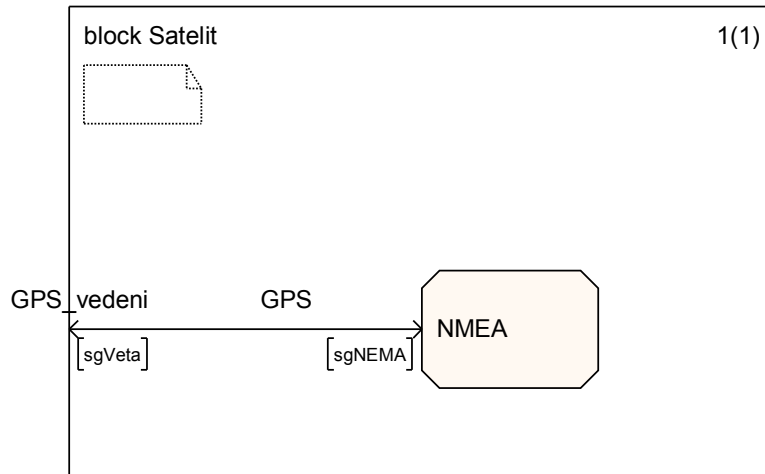 block Satelit 1(1)
GPS_vedeni GPS
NMEA
[sgVeta] [sgNEMA]